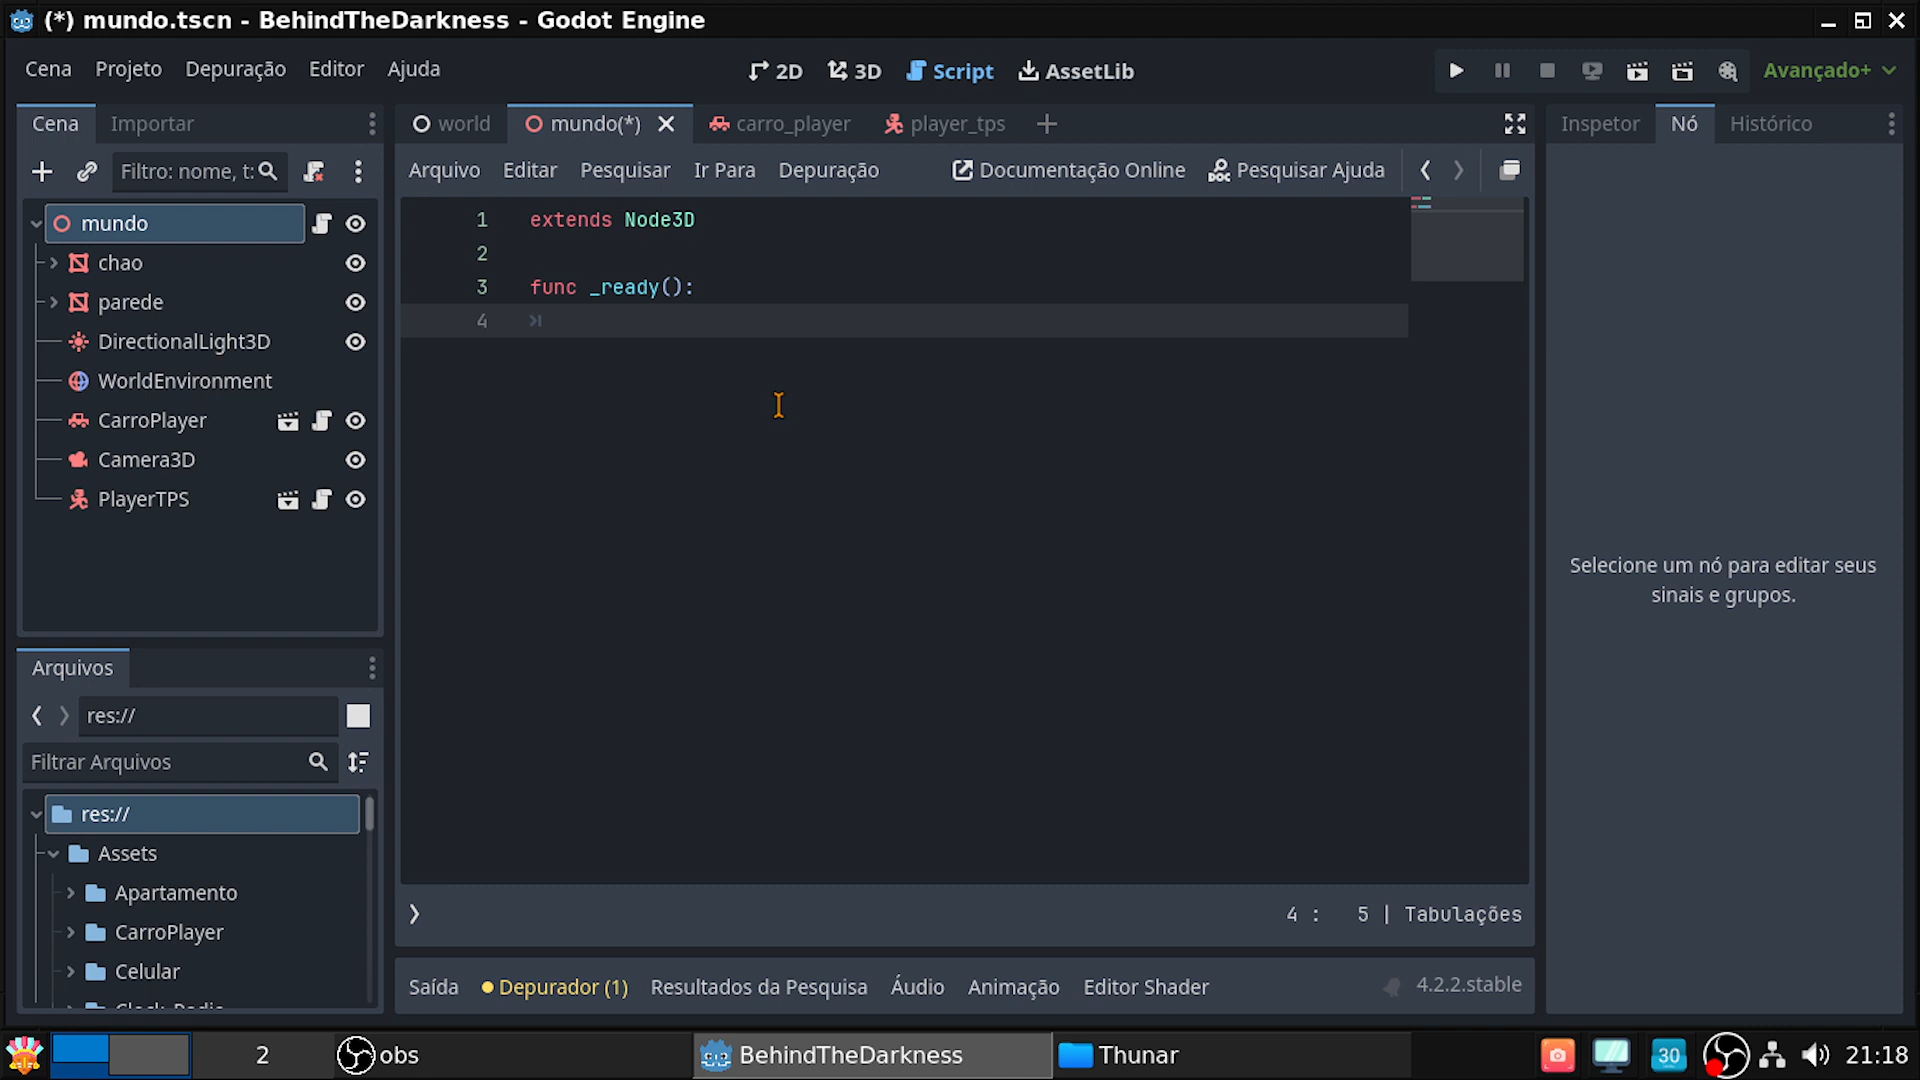 (*) mundo.tscn - BehindTheDarkness - Godot Engine
Cena Projeto Depuração Editor Ajuda
2D 3D Script AssetLib
Avançado+
Cena Importar
world mundo(*) carro_player player_tps
Inspetor Nó Histórico
Filtro: nome, t:
Arquivo Editar Pesquisar Ir Para Depuração Documentação Online Pesquisar Ajuda
mundo
chao
parede
DirectionalLight3D
WorldEnvironment
CarroPlayer
Camera3D
PlayerTPS
1 extends Node3D
2
3 func _ready():
4
Selecione um nó para editar seus
sinais e grupos.
Arquivos
res://
Filtrar Arquivos
res://
Assets
Apartamento
CarroPlayer
Celular
4 : 5 | Tabulações
Saída Depurador (1) Resultados da Pesquisa Áudio Animação Editor Shader 4.2.2.stable
2 obs BehindTheDarkness Thunar 30 21:18